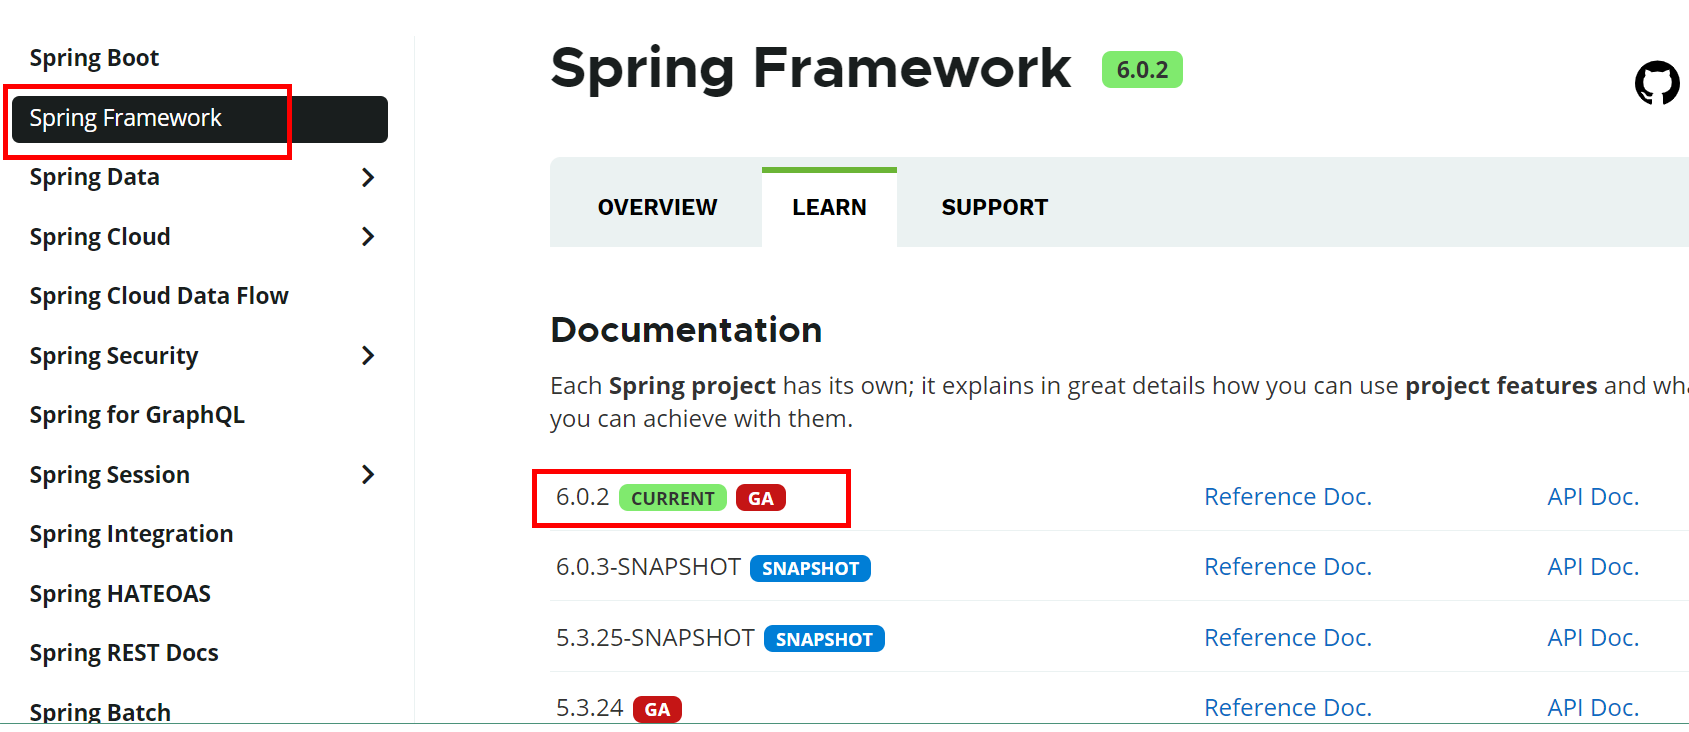 Spring Boot
Spring Framework
Spring Data
Spring Cloud
Spring Cloud Data Flow
Spring Security
Spring for GraphQL
Spring Session
Spring Integration
Spring HATEOAS
Spring REST Docs
Spring Batch
Spring Framework 6.0.2
OVERVIEW LEARN SUPPORT
Documentation
Each Spring project has its own; it explains in great details how you can use project features and
you can achieve with them.
6.0.2 CURRENT GA Reference Doc. API Doc.
6.0.3-SNAPSHOT SNAPSHOT Reference Doc. API Doc.
5.3.25-SNAPSHOT SNAPSHOT Reference Doc. API Doc.
5.3.24 GA Reference Doc. API Doc.